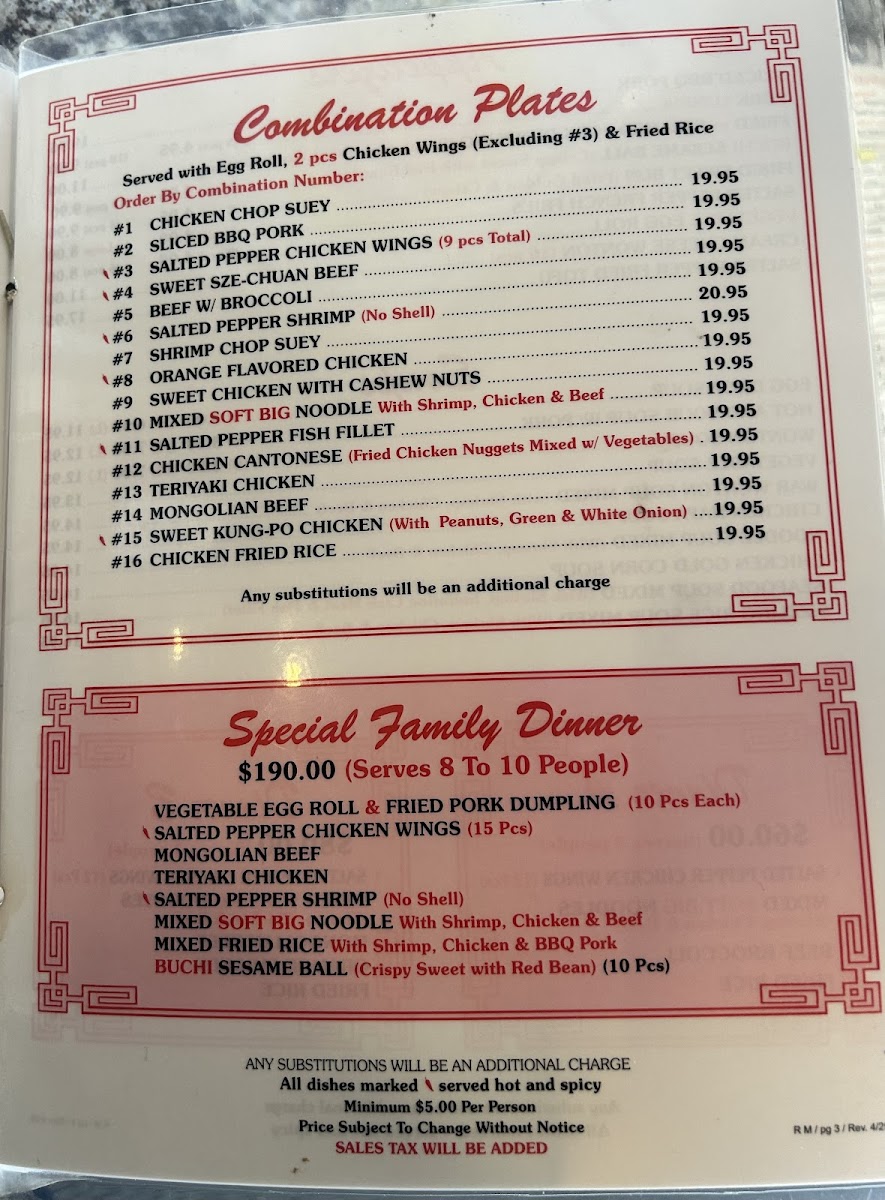 Combination Plates
Served with Egg Roll, 2 pcs Chicken Wings (Excluding #3) & Fried Rice
Order By Combination Number:
#1 CHICKEN CHOP SUEY 19.95
#2 SLICED BBQ PORK 19.95
#3 SALTED PEPPER CHICKEN WINGS (9 pcs Total) 19.95
#4 SWEET SZE-CHUAN BEEF 19.95
#5 BEEF W/ BROCCOLI 19.95
#6 SALTED PEPPER SHRIMP (No Shell) 20.95
#7 SHRIMP CHOP SUEY 19.95
#8 ORANGE FLAVORED CHICKEN 19.95
#9 SWEET CHICKEN WITH CASHEW NUTS 19.95
#10 MIXED SOFT BIG NOODLE With Shrimp, Chicken & Beef 19.95
#11 SALTED PEPPER FISH FILLET 19.95
#12 CHICKEN CANTONESE (Fried Chicken Nuggets Mixed w/ Vegetables) 19.95
#13 TERIYAKI CHICKEN 19.95
#14 MONGOLIAN BEEF 19.95
#15 SWEET KUNG-PO CHICKEN (With Peanuts, Green & White Onion) 19.95
#16 CHICKEN FRIED RICE 19.95
Any substitutions will be an additional charge
Special Family Dinner
$190.00 (Serves 8 To 10 People)
VEGETABLE EGG ROLL & FRIED PORK DUMPLING (10 Pcs Each)
SALTED PEPPER CHICKEN WINGS (15 Pcs)
MONGOLIAN BEEF
TERIYAKI CHICKEN
SALTED PEPPER SHRIMP (No Shell)
MIXED SOFT BIG NOODLE With Shrimp, Chicken & Beef
MIXED FRIED RICE With Shrimp, Chicken & BBQ Pork
BUCHI SESAME BALL (Crispy Sweet with Red Bean) (10 Pcs)
ANY SUBSTITUTIONS WILL BE AN ADDITIONAL CHARGE
All dishes marked served hot and spicy
Minimum $5.00 Per Person
Price Subject To Change Without Notice
SALES TAX WILL BE ADDED
R M / pg 3 / Rev.